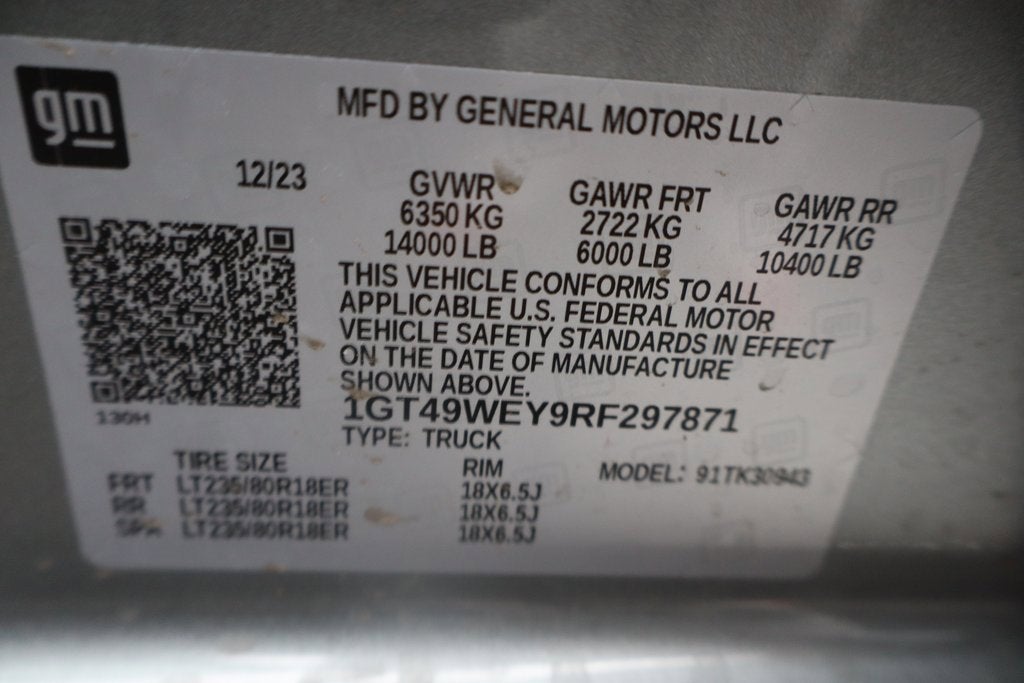 gm
MFD BY GENERAL MOTORS LLC
12/23
GVWR GAWR FRT GAWR RR
6350 KG 2722 KG 4717 KG
14000 LB 6000 LB 10400 LB
THIS VEHICLE CONFORMS TO ALL
APPLICABLE U.S. FEDERAL MOTOR
VEHICLE SAFETY STANDARDS IN EFFECT
ON THE DATE OF MANUFACTURE
SHOWN ABOVE.
130H
1GT49WEY9RF297871
TYPE: TRUCK
TIRE SIZE RIM MODEL: 91TK30943
FRT LT235/80R18ER 18X6.5J
RR LT235/80R18ER 18X6.5J
SPA LT235/80R18ER 18X6.5J